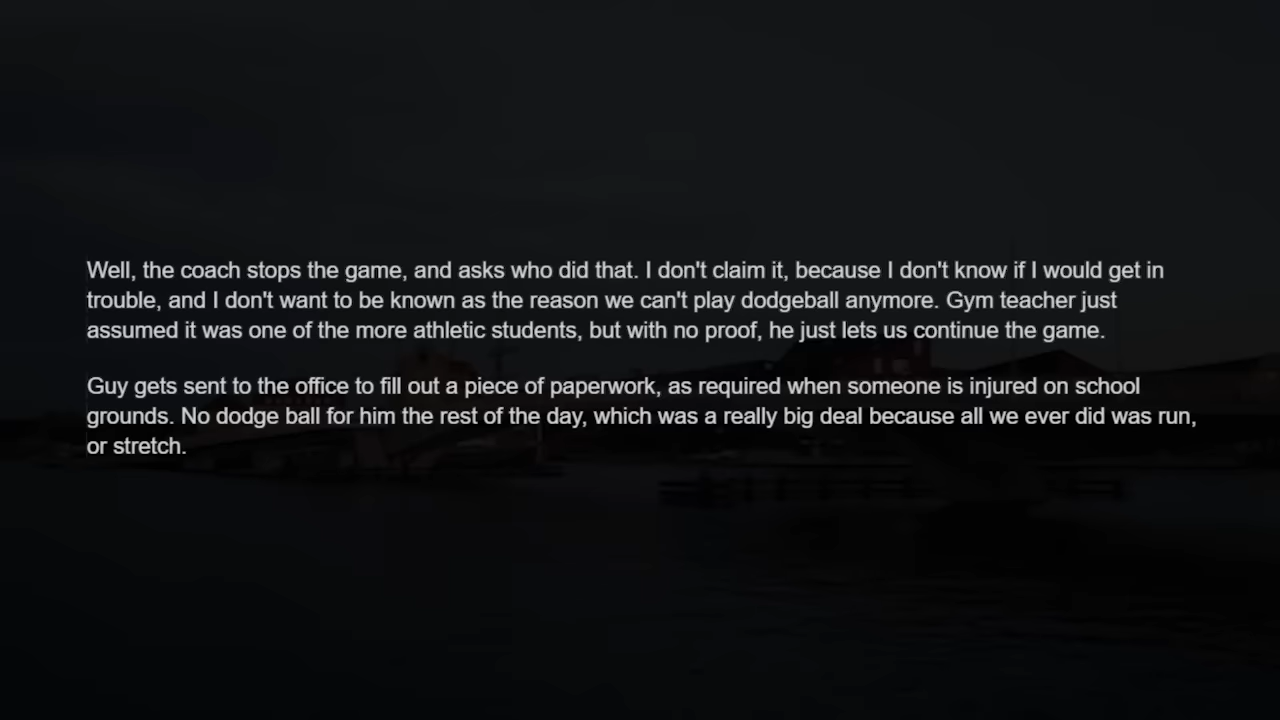 Well, the coach stops the game, and asks who did that. I don't claim it, because I don't know if I would get in
trouble, and I don't want to be known as the reason we can't play dodgeball anymore. Gym teacher just
assumed it was one of the more athletic students, but with no proof, he just lets us continue the game.
Guy gets sent to the office to fill out a piece of paperwork, as required when someone is injured on school
grounds. No dodge ball for him the rest of the day, which was a really big deal because all we ever did was run,
or stretch.